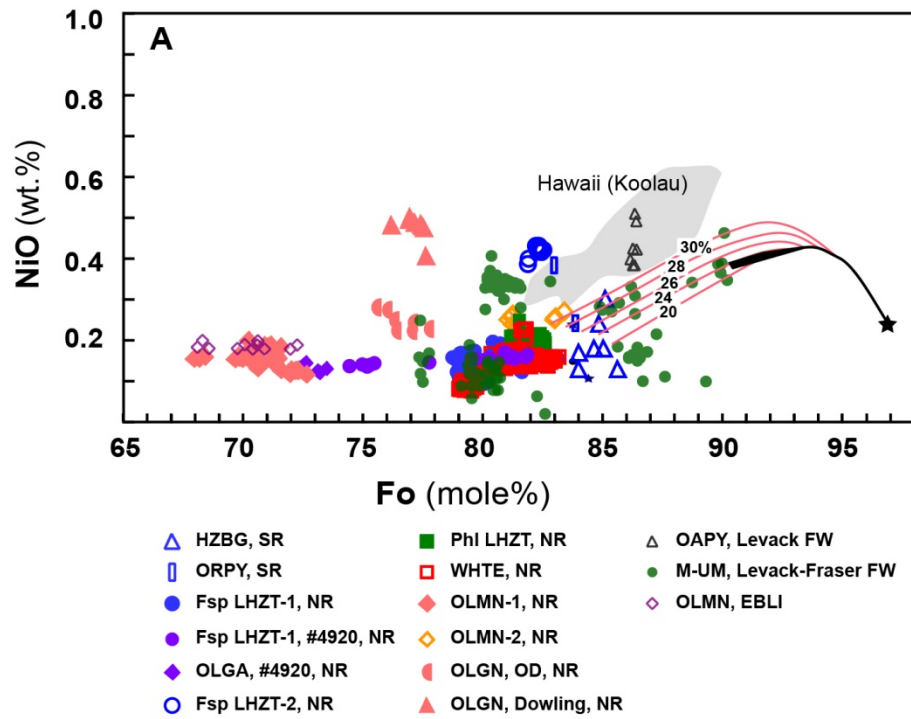 A
1.0
0.8
0.6
0.4
0.2
NiO (wt.%)
Hawaii (Koolau)
30%
28
26
24
20
65
70
75
80
85
90
95
Fo (mole%)
HZBG, SR
ORPY, SR
Fsp LHZT-1, NR
Fsp LHZT-1, #4920, NR
OLGA, #4920, NR
Fsp LHZT-2, NR
Phl LHZT, NR
WHTE, NR
OLMN-1, NR
OLMN-2, NR
OLGN, OD, NR
OLGN, Dowling, NR
OAPY, Levack FW
M-UM, Levack-Fraser FW
OLMN, EBLI